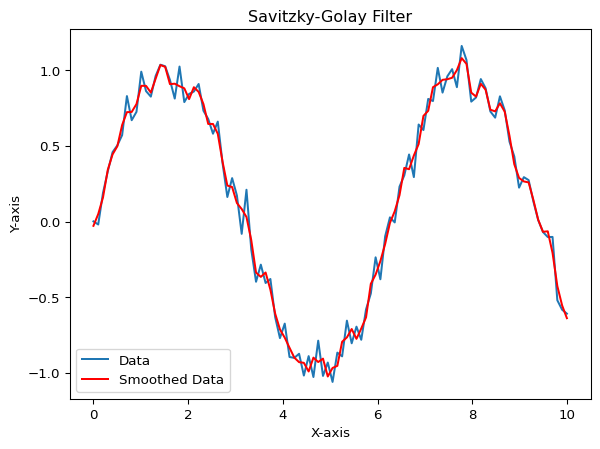 Savitzky-Golay Filter
1.0
0.5
0.0
−0.5
−1.0
Y-axis
Data
Smoothed Data
0 2 4 6 8 10
X-axis